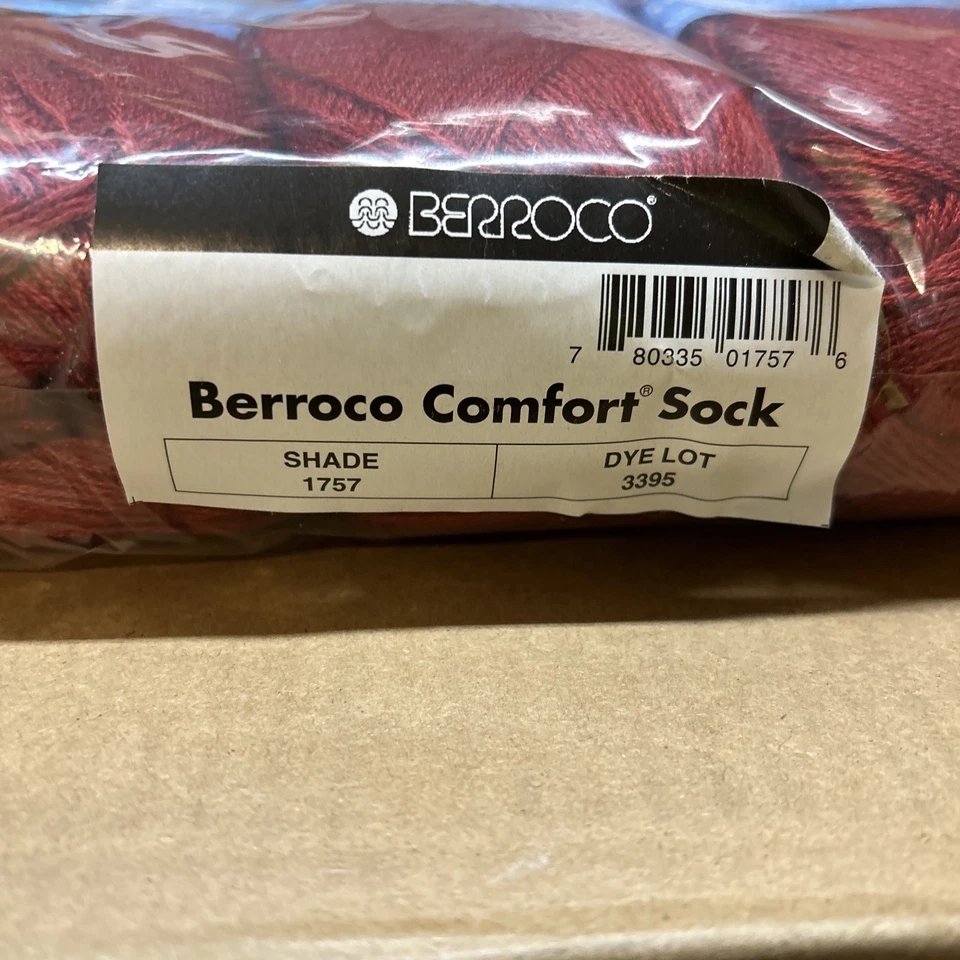 BERROCO®
7 80335 01757 6
Berroco Comfort® Sock
SHADE
1757
DYE LOT
3395